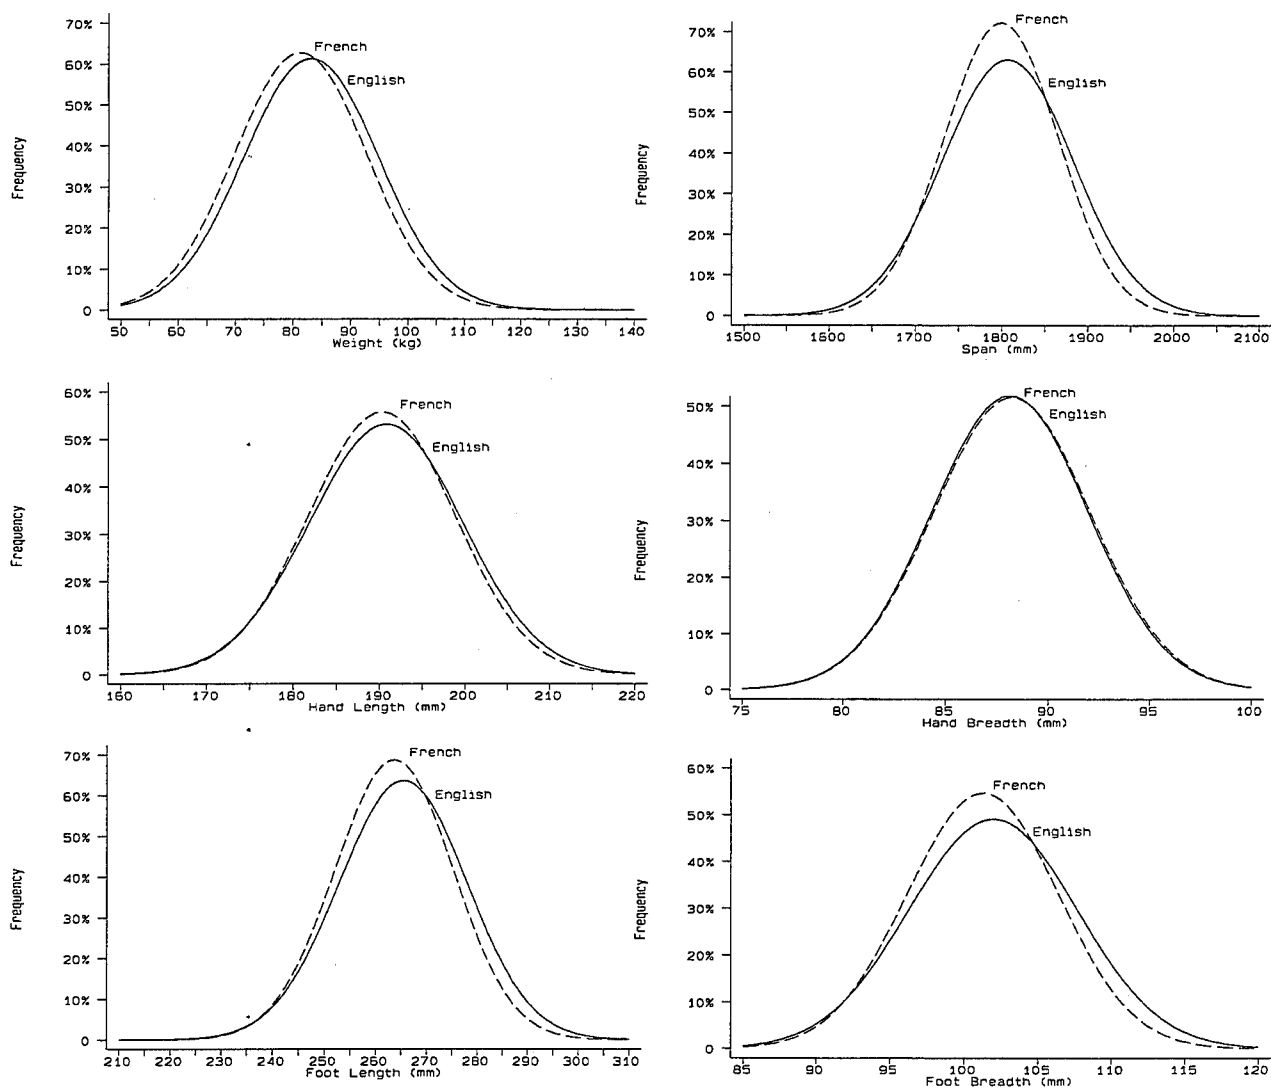 70%
60%
50%
40%
30%
20%
10%
0
Frequency
French
English
50 60 70 80 90 100 110 120 130 140
Weight (kg)
70%
60%
50%
40%
30%
20%
10%
0
Frequency
French
English
1500 1600 1700 1800 1900 2000 2100
Span (mm)
60%
50%
40%
30%
20%
10%
0
Frequency
French
English
160 170 180 190 200 210 220
Hand Length (mm)
50%
40%
30%
20%
10%
0
Frequency
French
English
75 80 85 90 95 100
Hand Breadth (mm)
70%
60%
50%
40%
30%
20%
10%
0
Frequency
French
English
210 220 230 240 250 260 270 280 290 300 310
Foot Length (mm)
60%
50%
40%
30%
20%
10%
0
Frequency
French
English
85 90 95 100 105 110 115 120
Foot Breadth (mm)